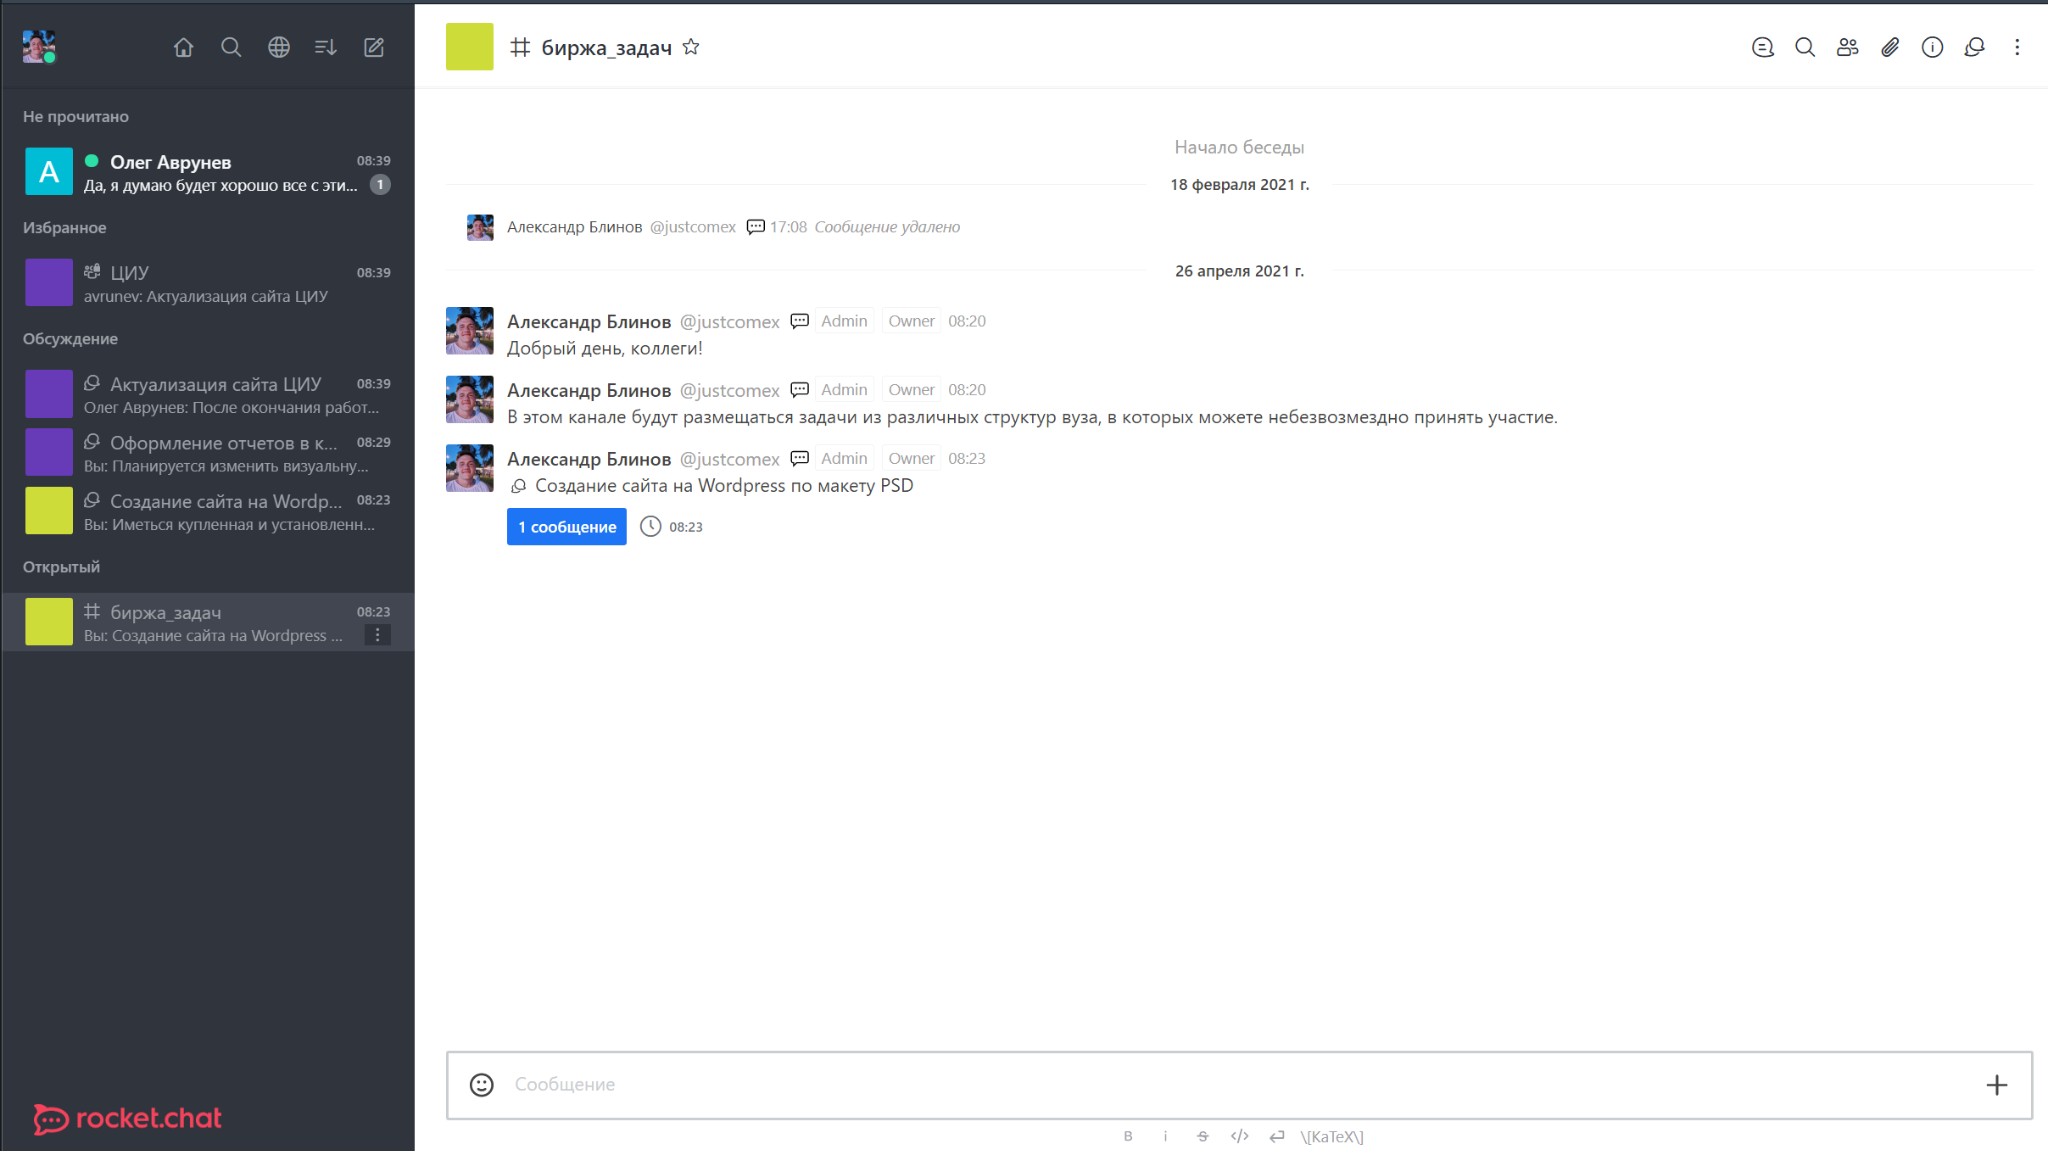 Не прочитано
A
Олег Аврунев
08:39
Да, я думаю будет хорошо все с эти...
1
Избранное
ЦИУ
08:39
avrunev: Актуализация сайта ЦИУ
Обсуждение
Актуализация сайта ЦИУ
08:39
Олег Аврунев: После окончания работ...
Оформление отчетов в к...
08:29
Вы: Планируется изменить визуальну...
Создание сайта на Wordp...
08:23
Вы: Иметься купленная и установленн...
Открытый
биржа_задач
08:23
Вы: Создание сайта на Wordpress ...
rocket.chat
биржа_задач
Начало беседы
18 февраля 2021 г.
Александр Блинов @justcomex 17:08 Сообщение удалено
26 апреля 2021 г.
Александр Блинов @justcomex Admin Owner 08:20
Добрый день, коллеги!
Александр Блинов @justcomex Admin Owner 08:20
В этом канале будут размещаться задачи из различных структур вуза, в которых можете небезвозмездно принять участие.
Александр Блинов @justcomex Admin Owner 08:23
Создание сайта на Wordpress по макету PSD
1 сообщение 08:23
Сообщение
B i S </> \[KaTeX\]